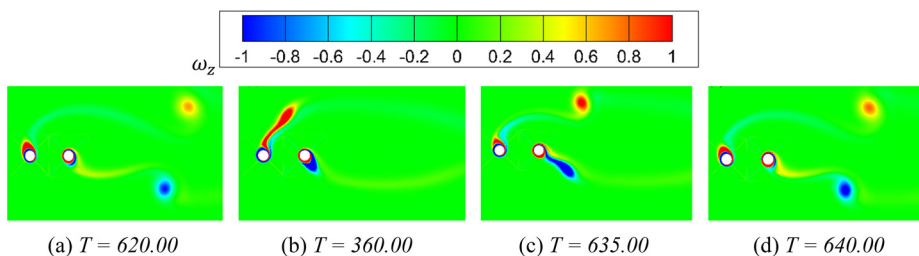 ω_z -1 -0.8 -0.6 -0.4 -0.2 0 0.2 0.4 0.6 0.8 1
(a) T = 620.00 (b) T = 360.00 (c) T = 635.00 (d) T = 640.00